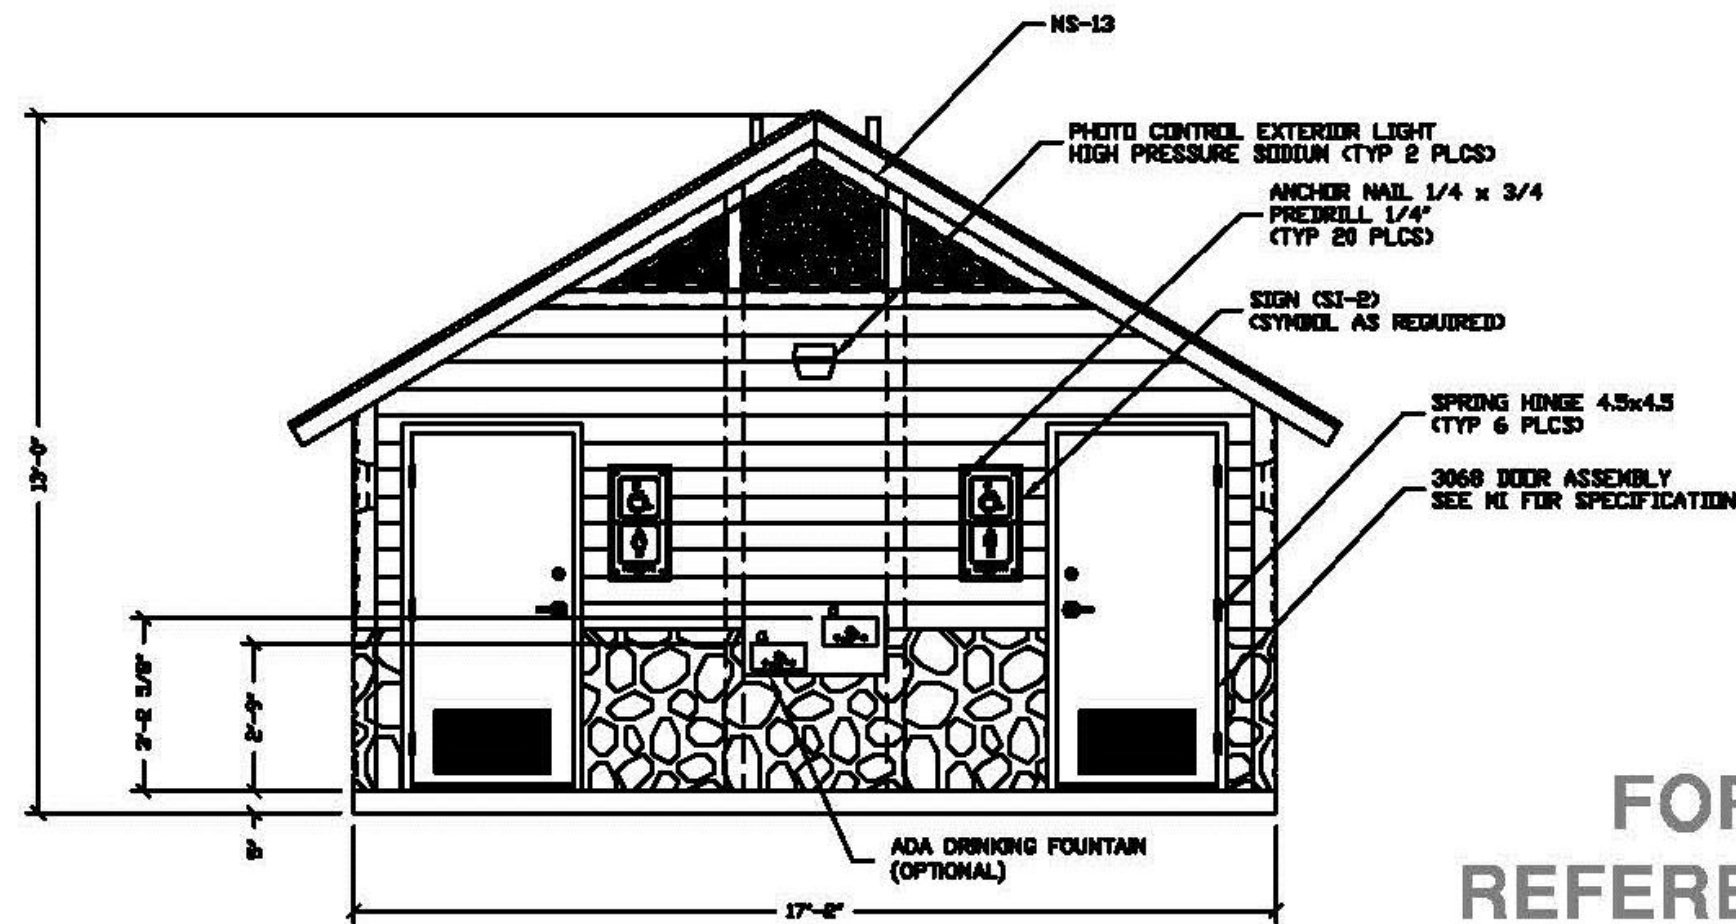 NS-13
PHOTO CONTROL EXTERIOR LIGHT
HIGH PRESSURE SODIUM (TYP 2 PLCS)
ANCHOR NAIL 1/4 x 3/4
PREDRILL 1/4"
(TYP 20 PLCS)
SIGN (SI-2)
(SYMBOL AS REQUIRED)
SPRING HINGE 4.5x4.5
(TYP 6 PLCS)
3068 DOOR ASSEMBLY
SEE MI FOR SPECIFICATION
13'-0"
3'-2 5/8"
2'-9"
ADA DRINKING FOUNTAIN
(OPTIONAL)
17'-2"
FOR
REFERE